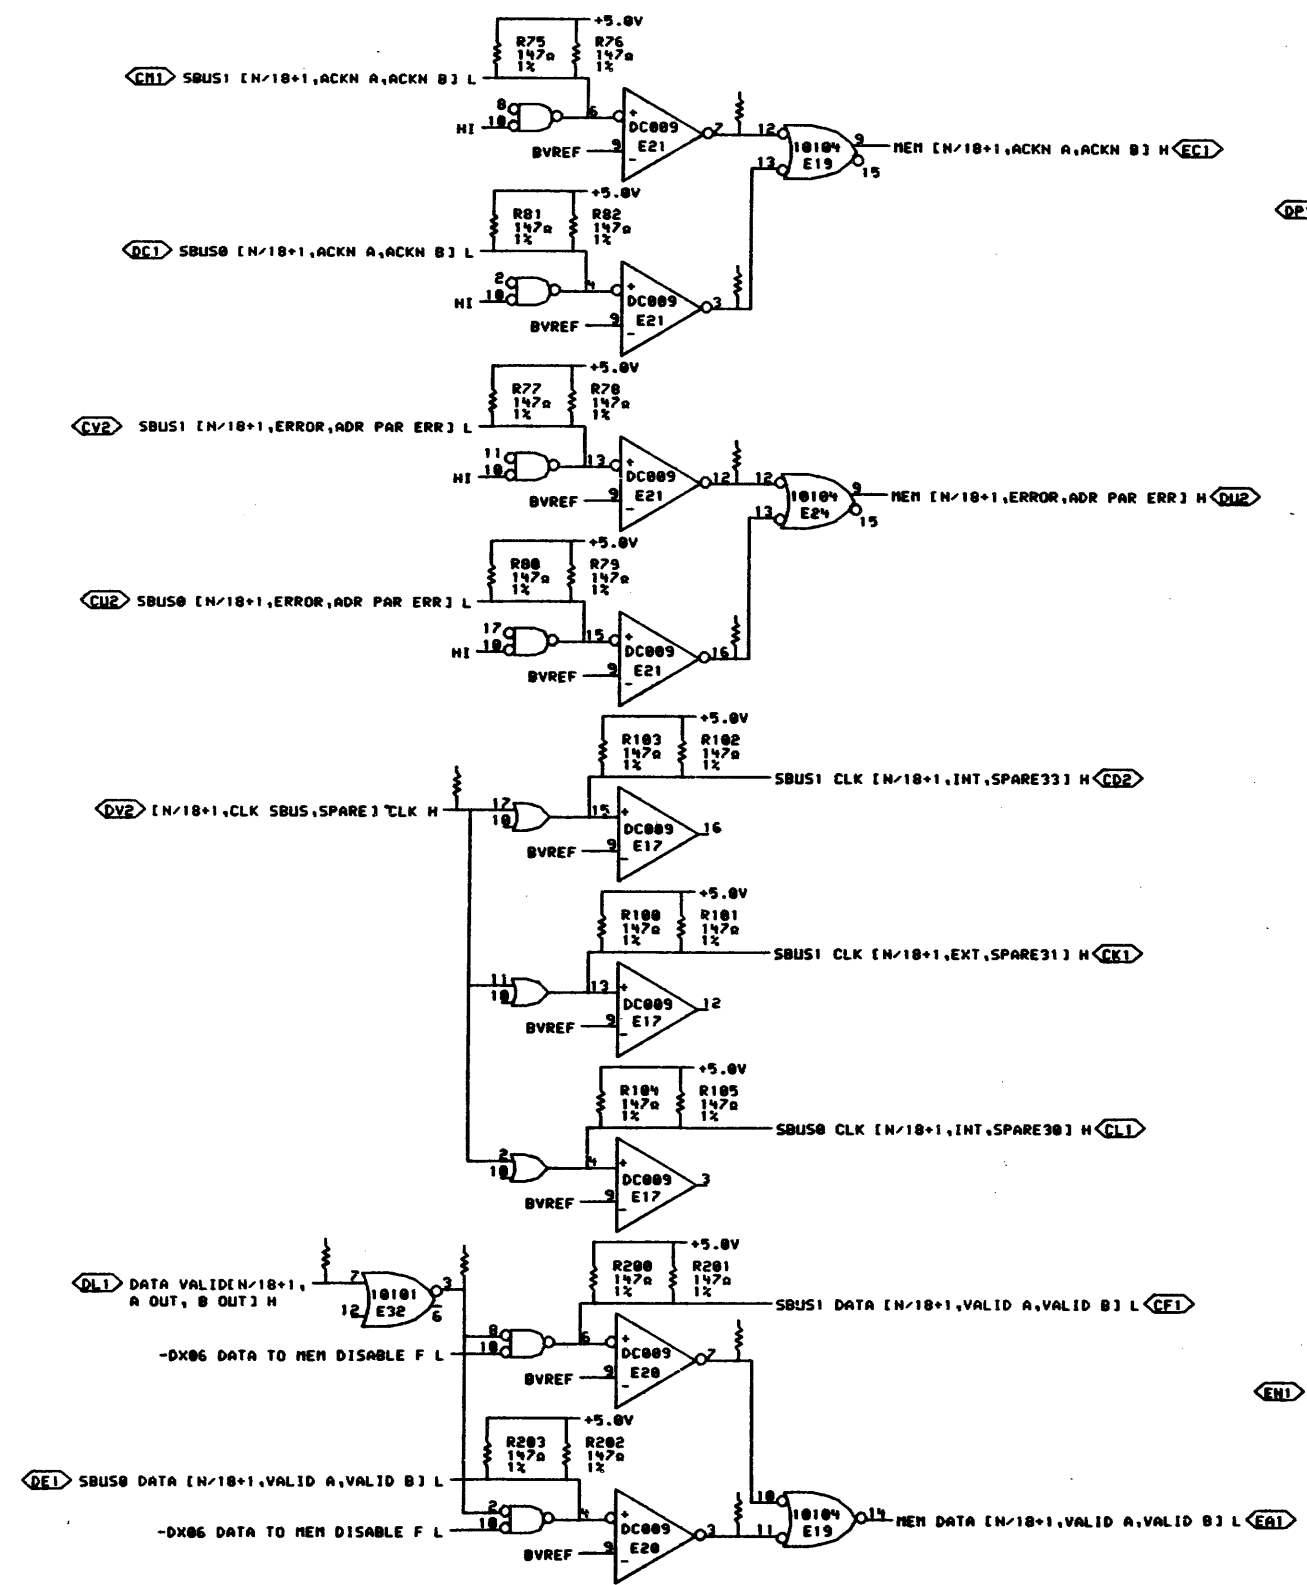 +5.0V
R75 R76
147Ω 147Ω
1% 1%
CM1 SBUS1 [N/18+1,ACKN A,ACKN B] L
8
HI 10
6 + 7 12 9 MEM [N/18+1,ACKN A,ACKN B] H EC1
DC009 10104
E21 E19
BVREF 9 - 13 15
+5.0V
R81 R82
147Ω 147Ω
1% 1%
DC1 SBUS0 [N/18+1,ACKN A,ACKN B] L
2
HI 10
4 + 3
DC009
E21
BVREF 9 -
+5.0V
R77 R78
147Ω 147Ω
1% 1%
CV2 SBUS1 [N/18+1,ERROR,ADR PAR ERR] L
11
HI 10
13 + 12 12 9 MEM [N/18+1,ERROR,ADR PAR ERR] H DU2
DC009 10104
E21 E24
BVREF 9 - 13 15
+5.0V
R80 R79
147Ω 147Ω
1% 1%
CU2 SBUS0 [N/18+1,ERROR,ADR PAR ERR] L
17
HI 10
15 + 16
DC009
E21
BVREF 9 -
+5.0V
R103 R102
147Ω 147Ω
1% 1%
SBUS1 CLK [N/18+1,INT,SPARE33] H CD2
DV2 [N/18+1,CLK SBUS,SPARE] CLK H
17
10
15 + 16
DC009
E17
BVREF 9 -
+5.0V
R100 R101
147Ω 147Ω
1% 1%
SBUS1 CLK [N/18+1,EXT,SPARE31] H CK1
11
10
13 + 12
DC009
E17
BVREF 9 -
+5.0V
R104 R105
147Ω 147Ω
1% 1%
SBUS0 CLK [N/18+1,INT,SPARE30] H CL1
2
10
4 + 3
DC009
E17
BVREF 9 -
+5.0V
R200 R201
147Ω 147Ω
1% 1%
DL1 DATA VALID[N/18+1,
A OUT, B OUT] H
7 3
10101
12 E32 6
SBUS1 DATA [N/18+1,VALID A,VALID B] L CF1
8
-DX06 DATA TO MEM DISABLE F L 10
6 + 7
DC009
E20
BVREF 9 -
EN1
+5.0V
R203 R202
147Ω 147Ω
1% 1%
DE1 SBUS0 DATA [N/18+1,VALID A,VALID B] L
2
-DX06 DATA TO MEM DISABLE F L 10
4 + 3
DC009
E20
BVREF 9 -
10 14 MEM DATA [N/18+1,VALID A,VALID B] L EA1
10104
11 E19